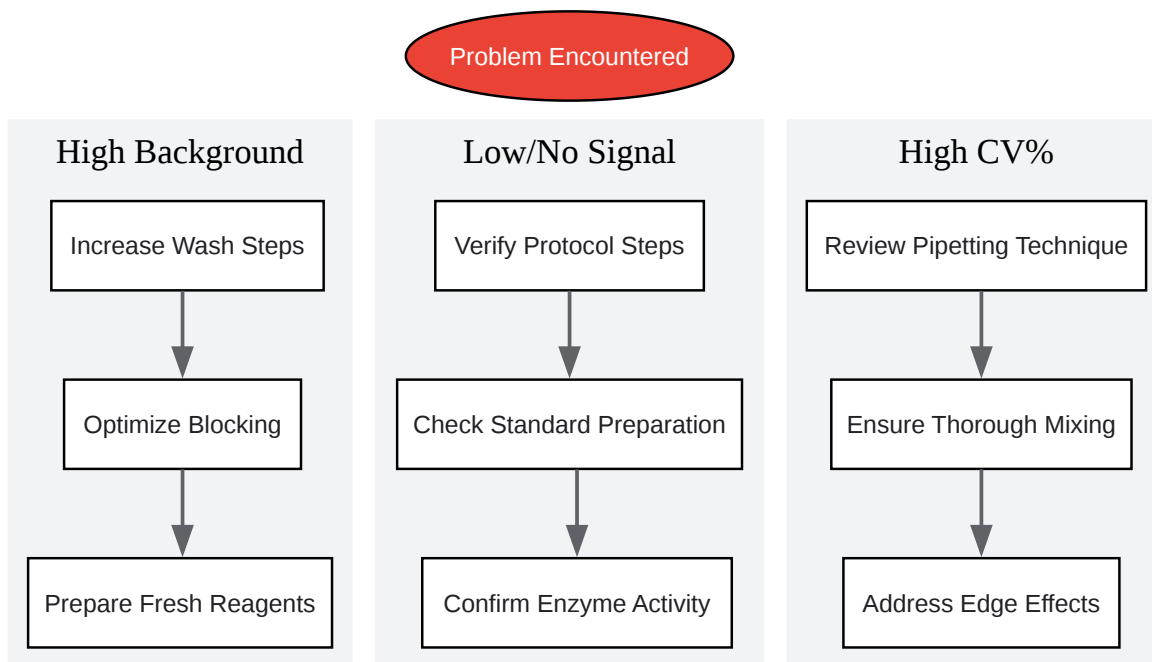 Problem Encountered
High Background
Increase Wash Steps
Optimize Blocking
Prepare Fresh Reagents
Low/No Signal
Verify Protocol Steps
Check Standard Preparation
Confirm Enzyme Activity
High CV%
Review Pipetting Technique
Ensure Thorough Mixing
Address Edge Effects